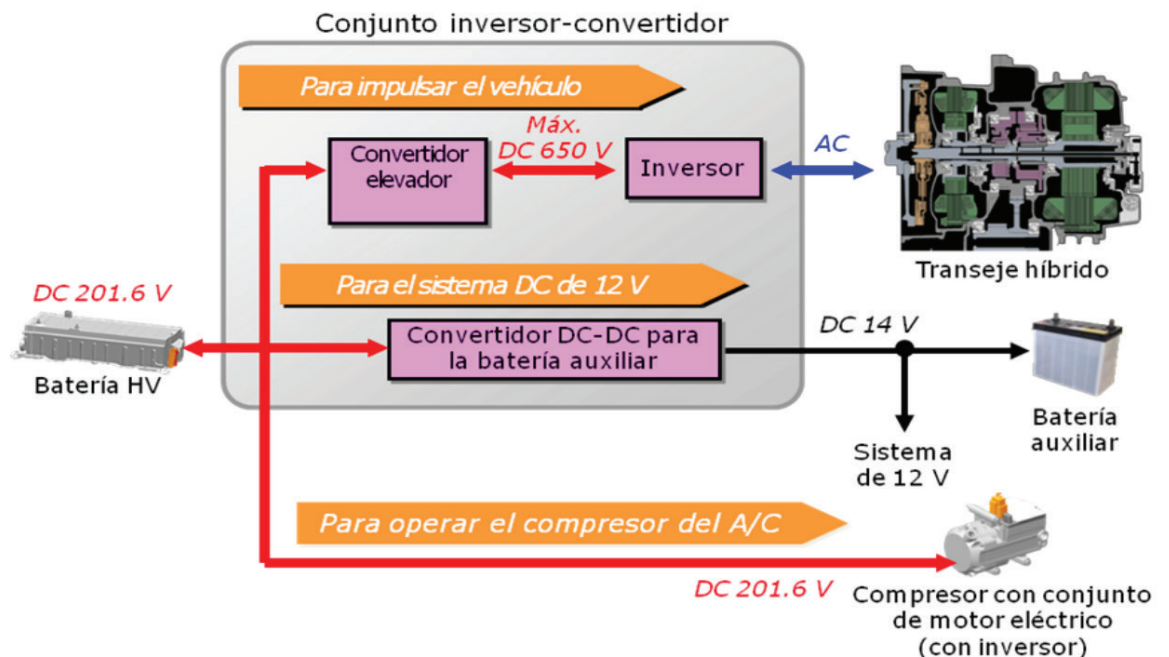 Conjunto inversor-convertidor
Para impulsar el vehículo
Máx.
DC 650 V
Convertidor
elevador
Inversor
AC
Transeje híbrido
Para el sistema DC de 12 V
DC 201.6 V
Batería HV
Convertidor DC-DC para
la batería auxiliar
DC 14 V
Batería
auxiliar
Sistema
de 12 V
Para operar el compresor del A/C
DC 201.6 V
Compresor con conjunto
de motor eléctrico
(con inversor)